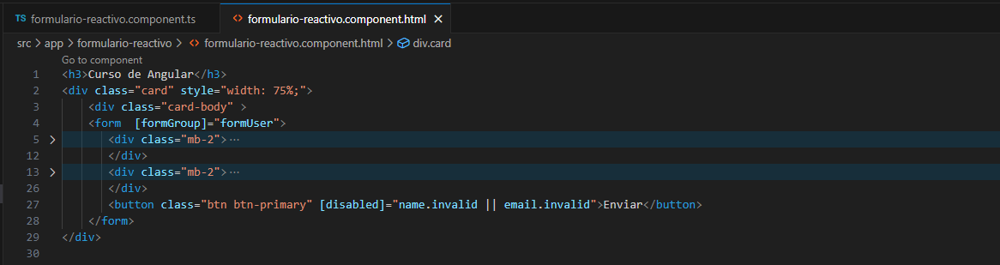 TS formulario-reactivo.component.ts <> formulario-reactivo.component.html ×
src > app > formulario-reactivo > <> formulario-reactivo.component.html > div.card
Go to component
1 <h3>Curso de Angular</h3>
2 <div class="card" style="width: 75%;">
3 <div class="card-body" >
4 <form  [formGroup]="formUser">
5 > <div class="mb-2">···
12 </div>
13 > <div class="mb-2">···
26 </div>
27 <button class="btn btn-primary" [disabled]="name.invalid || email.invalid">Enviar</button>
28 </form>
29 </div>
30